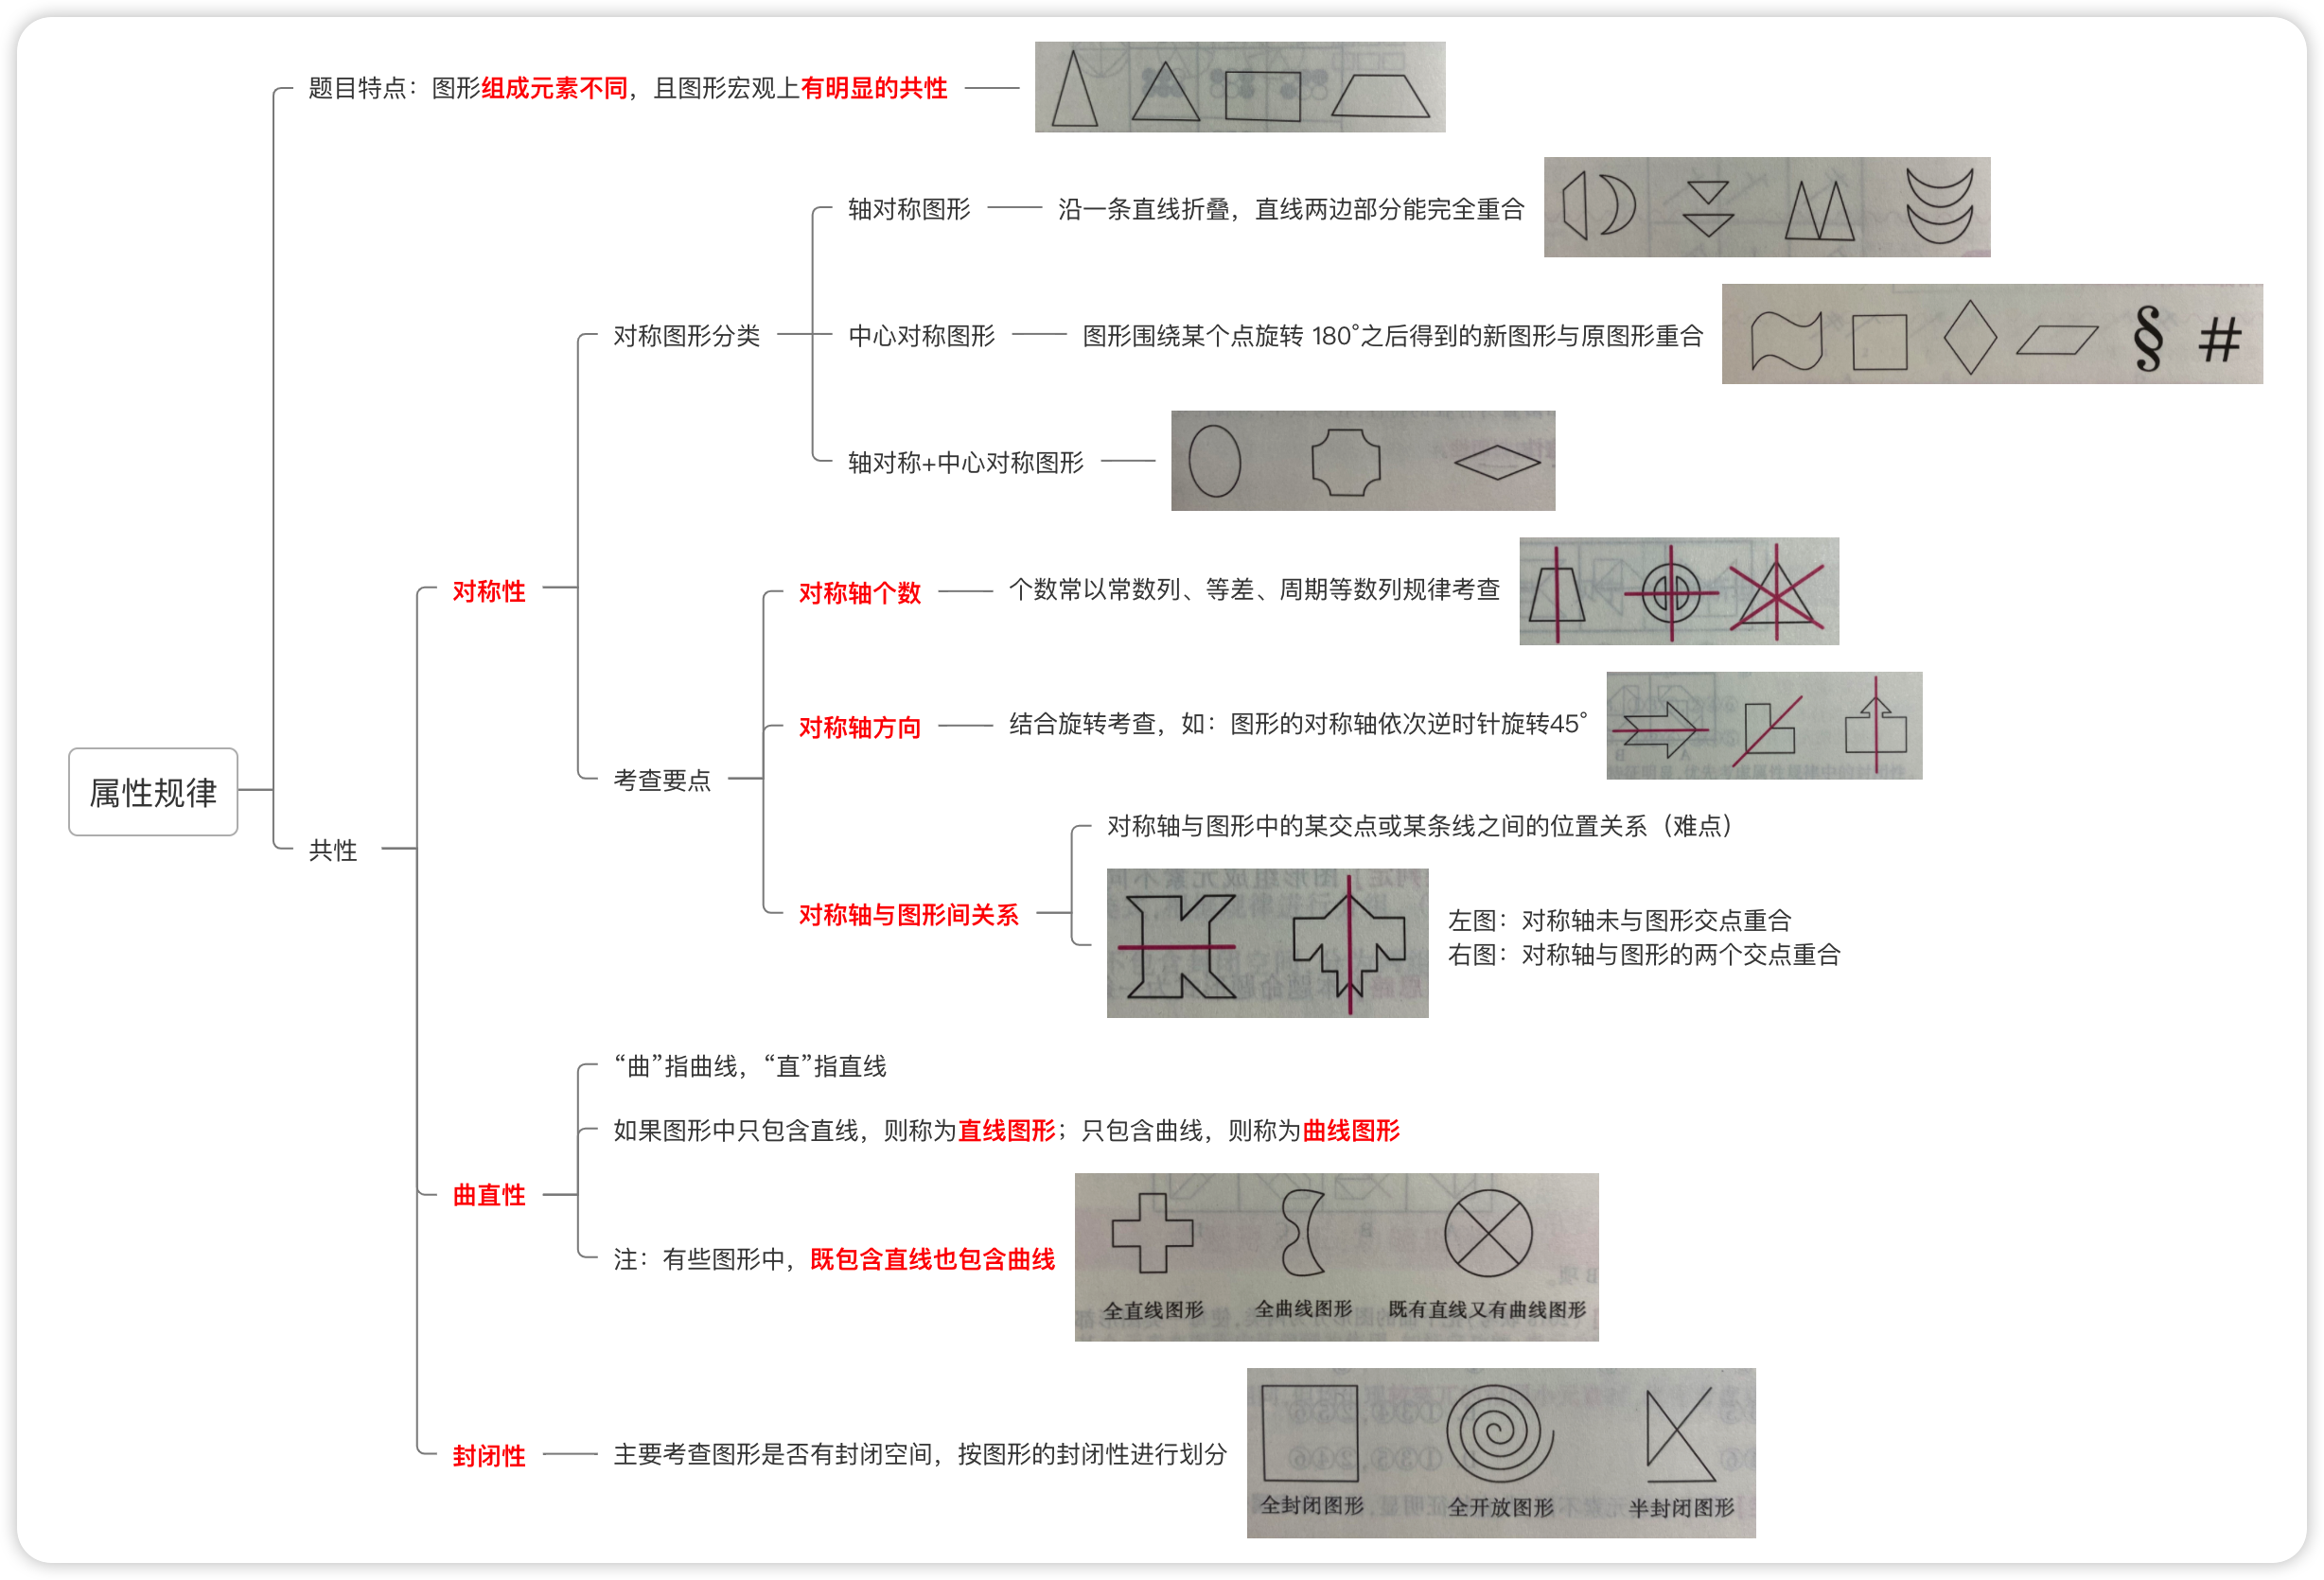 属性规律
题目特点：图形组成元素不同，且图形宏观上有明显的共性
共性
对称性
对称图形分类
轴对称图形
沿一条直线折叠，直线两边部分能完全重合
中心对称图形
图形围绕某个点旋转 180°之后得到的新图形与原图形重合
§ #
轴对称+中心对称图形
考查要点
对称轴个数
个数常以常数列、等差、周期等数列规律考查
对称轴方向
结合旋转考查，如：图形的对称轴依次逆时针旋转45°
对称轴与图形间关系
对称轴与图形中的某交点或某条线之间的位置关系（难点）
左图：对称轴未与图形交点重合
右图：对称轴与图形的两个交点重合
曲直性
“曲”指曲线，“直”指直线
如果图形中只包含直线，则称为直线图形；只包含曲线，则称为曲线图形
注：有些图形中，既包含直线也包含曲线
全直线图形 全曲线图形 既有直线又有曲线图形
封闭性
主要考查图形是否有封闭空间，按图形的封闭性进行划分
全封闭图形 全开放图形 半封闭图形